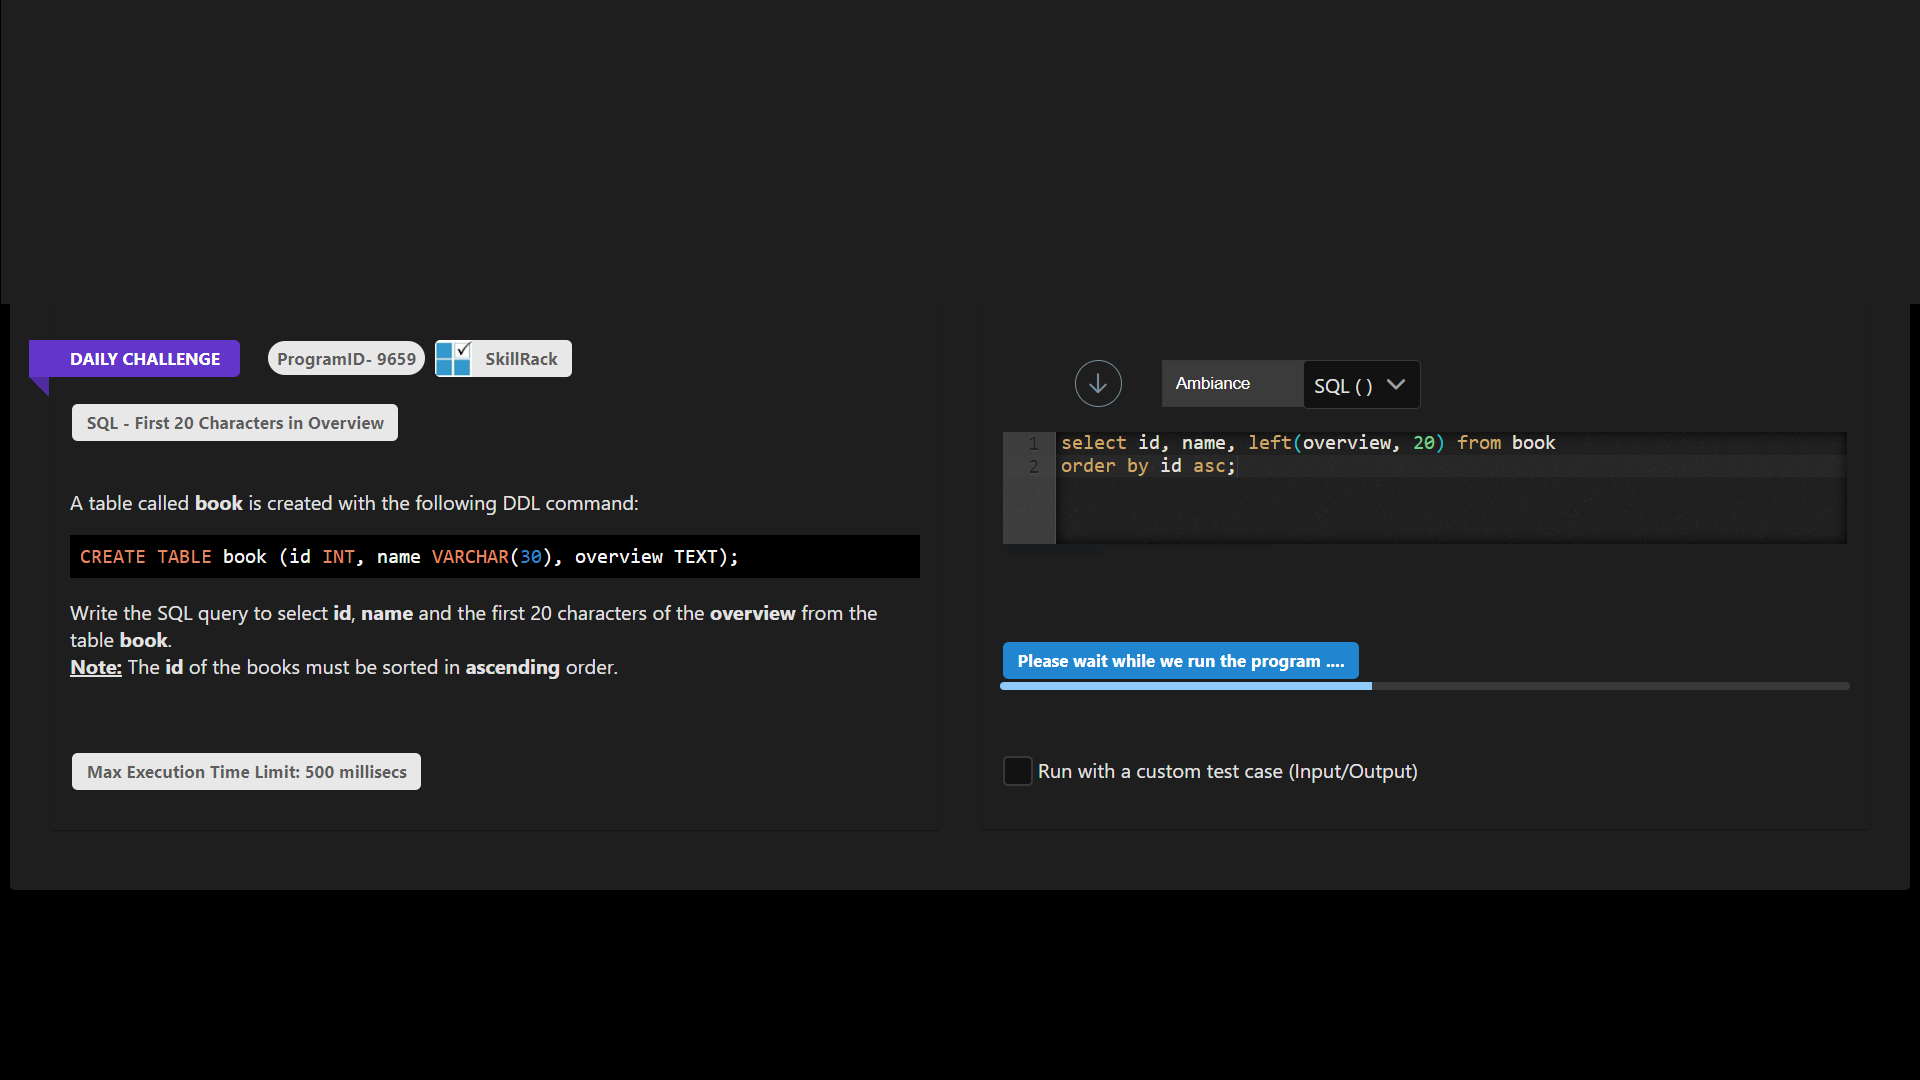 DAILY CHALLENGE
ProgramID- 9659
SkillRack
SQL - First 20 Characters in Overview
A table called book is created with the following DDL command:
CREATE TABLE book (id INT, name VARCHAR(30), overview TEXT);
Write the SQL query to select id, name and the first 20 characters of the overview from the
table book.
Note: The id of the books must be sorted in ascending order.
Max Execution Time Limit: 500 millisecs
Ambiance
SQL ( )
1 select id, name, left(overview, 20) from book
2 order by id asc;
Please wait while we run the program ....
Run with a custom test case (Input/Output)